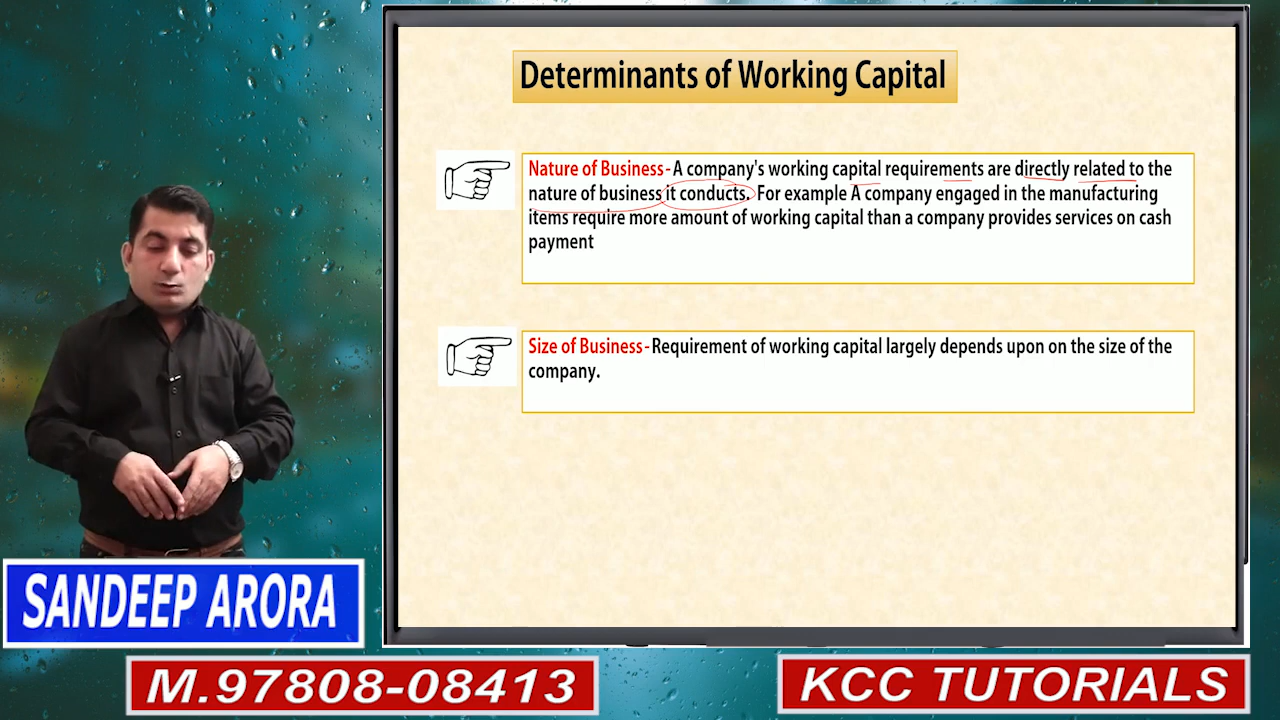 Determinants of Working Capital
Nature of Business- A company's working capital requirements are directly related to the
nature of business it conducts. For example A company engaged in the manufacturing
items require more amount of working capital than a company provides services on cash
payment
Size of Business- Requirement of working capital largely depends upon on the size of the
company.
SANDEEP ARORA
M.97808-08413
KCC TUTORIALS